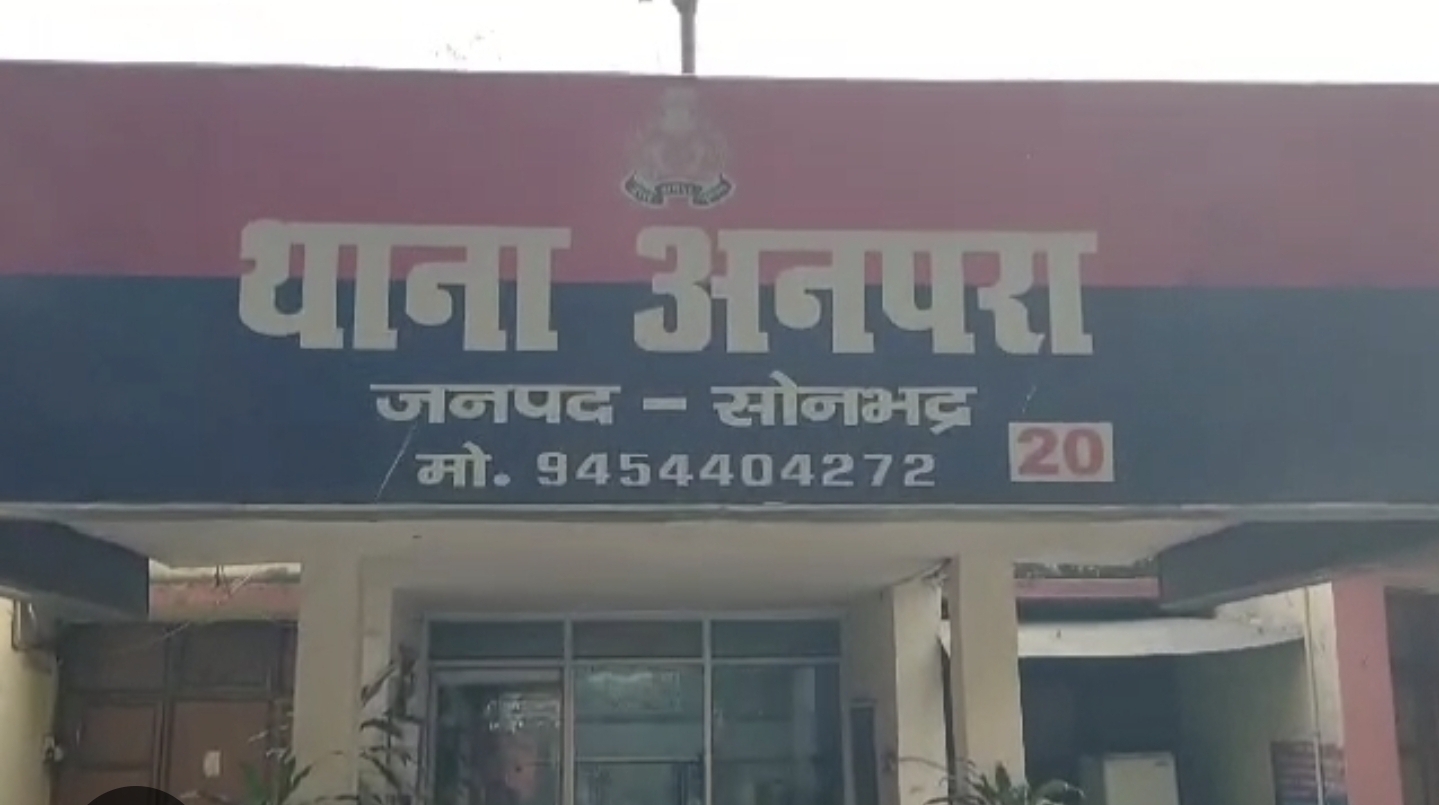 थाना अनपरा
जनपद - सोनभद्र
मो. 9454404272
20